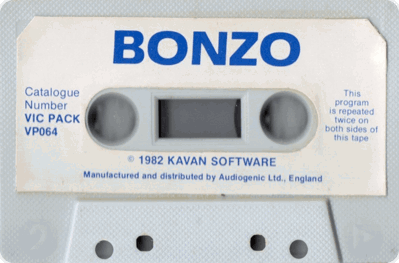 BONZO
Catalogue
Number
VIC PACK
VP064
This
program
is repeated
twice on
both sides of
this tape
© 1982 KAVAN SOFTWARE
Manufactured and distributed by Audiogenic Ltd., England